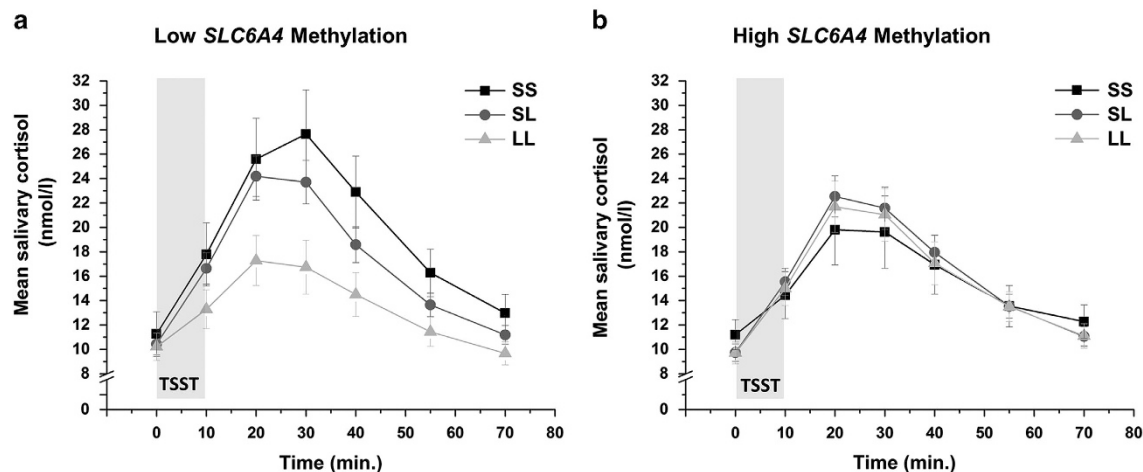 a
Low SLC6A4 Methylation
Mean salivary cortisol
(nmol/l)
32
30
28
26
24
22
20
18
16
14
12
10
8
0
SS
SL
LL
TSST
0 10 20 30 40 50 60 70 80
Time (min.)
b
High SLC6A4 Methylation
Mean salivary cortisol
(nmol/l)
32
30
28
26
24
22
20
18
16
14
12
10
8
0
SS
SL
LL
TSST
0 10 20 30 40 50 60 70 80
Time (min.)